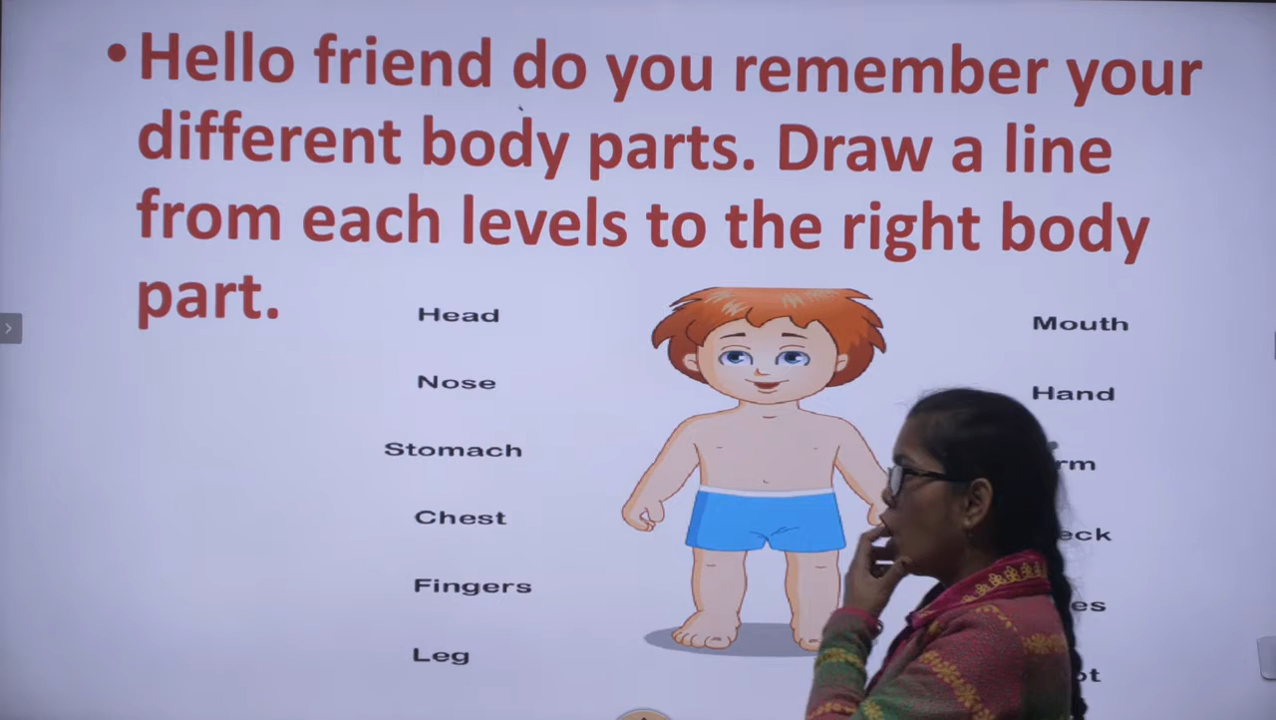 • Hello friend do you remember your
different body parts. Draw a line
from each levels to the right body
part.
Head
Nose
Stomach
Chest
Fingers
Leg
Mouth
Hand